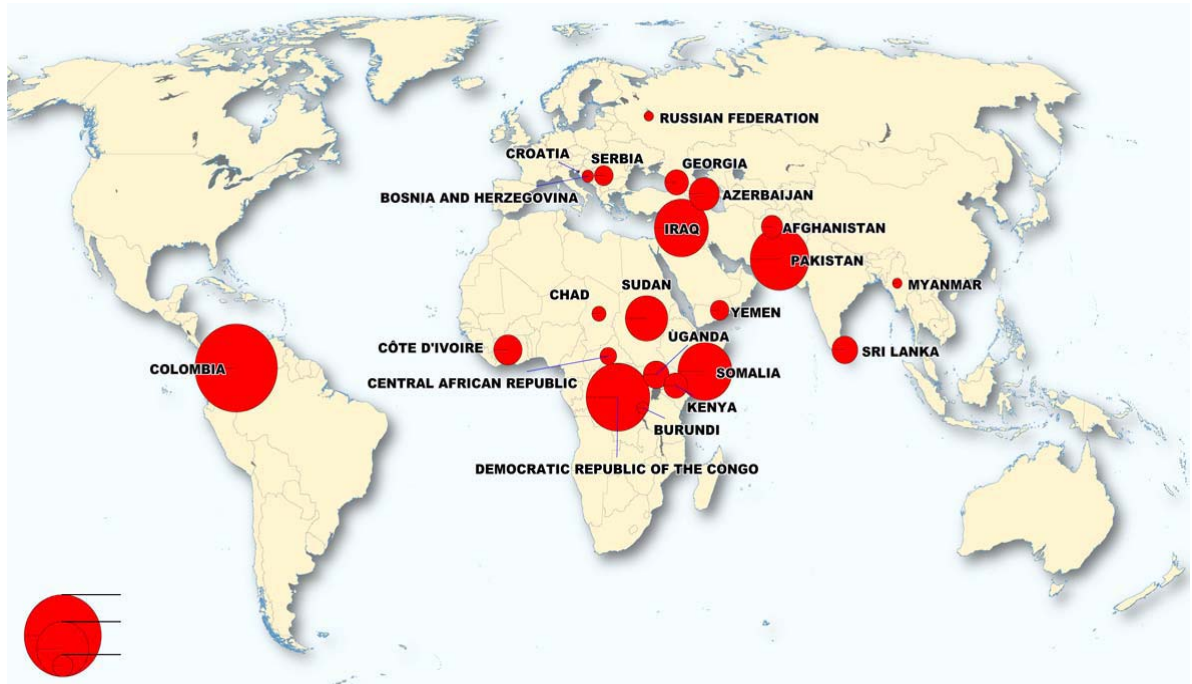 RUSSIAN FEDERATION
CROATIA
SERBIA
GEORGIA
BOSNIA AND HERZEGOVINA
AZERBAIJAN
IRAQ
AFGHANISTAN
PAKISTAN
CHAD
SUDAN
MYANMAR
YEMEN
CÔTE D'IVOIRE
UGANDA
SRI LANKA
COLOMBIA
CENTRAL AFRICAN REPUBLIC
SOMALIA
KENYA
BURUNDI
DEMOCRATIC REPUBLIC OF THE CONGO